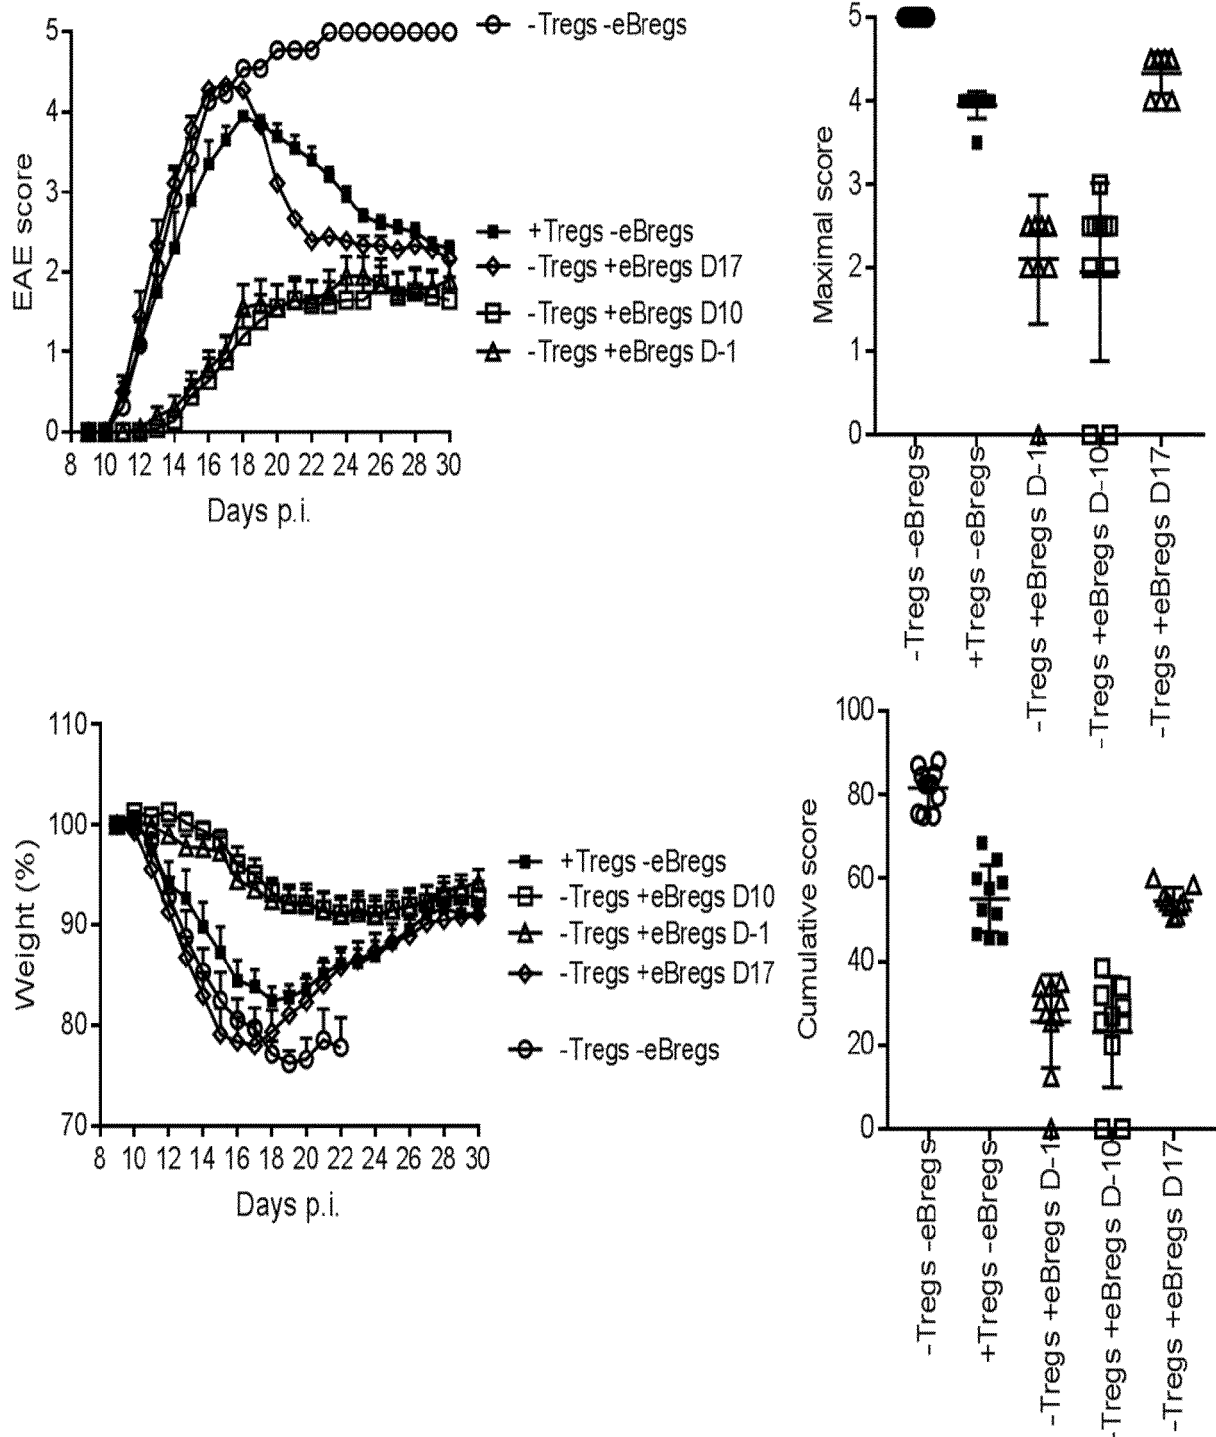 5
4
3
2
1
0
EAE score
8 10 12 14 16 18 20 22 24 26 28 30
Days p.i.
-Tregs -eBregs
+Tregs -eBregs
-Tregs +eBregs D17
-Tregs +eBregs D10
-Tregs +eBregs D-1
5
4
3
2
1
0
Maximal score
-Tregs -eBregs
+Tregs -eBregs
-Tregs +eBregs D-1
-Tregs +eBregs D-10
-Tregs +eBregs D17
110
100
90
80
70
Weight (%)
8 10 12 14 16 18 20 22 24 26 28 30
Days p.i.
+Tregs -eBregs
-Tregs +eBregs D10
-Tregs +eBregs D-1
-Tregs +eBregs D17
-Tregs -eBregs
100
80
60
40
20
0
Cumulative score
-Tregs -eBregs
+Tregs -eBregs
-Tregs +eBregs D-1
-Tregs +eBregs D-10
-Tregs +eBregs D17